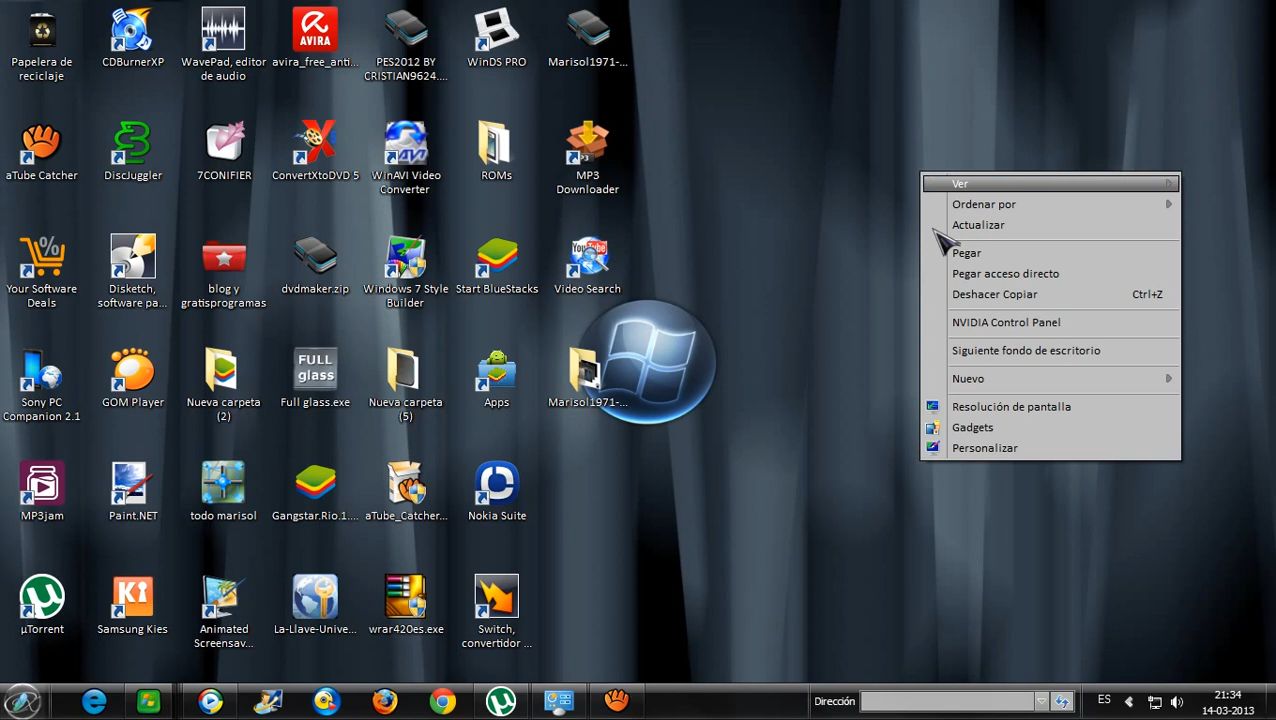 Papelera de
reciclaje
CDBurnerXP
WavePad, editor
de audio
AVIRA
avira_free_anti...
PES2012 BY
CRISTIAN9624....
WinDS PRO
Marisol1971-...
aTube Catcher
DiscJuggler
7CONIFIER
ConvertXtoDVD 5
AVI
WinAVI Video
Converter
ROMs
P3
MP3
Downloader
Your Software
Deals
Disketch,
software pa...
blog y
gratisprogramas
dvdmaker.zip
Windows 7 Style
Builder
Start BlueStacks
You Tube
Video Search
Sony PC
Companion 2.1
GOM Player
Nueva carpeta
(2)
FULL
glass
Full glass.exe
Nueva carpeta
(5)
Apps
Marisol1971-...
MP3jam
Paint.NET
todo marisol
Gangstar.Rio.1....
aTube_Catcher...
Nokia Suite
µTorrent
Ki
Samsung Kies
Animated
Screensav...
La-Llave-Unive...
wrar420es.exe
Switch,
convertidor ...
Ver
Ordenar por
Actualizar
Pegar
Pegar acceso directo
Deshacer Copiar Ctrl+Z
NVIDIA Control Panel
Siguiente fondo de escritorio
Nuevo
Resolución de pantalla
Gadgets
Personalizar
Dirección
ES
21:34
14-03-2013